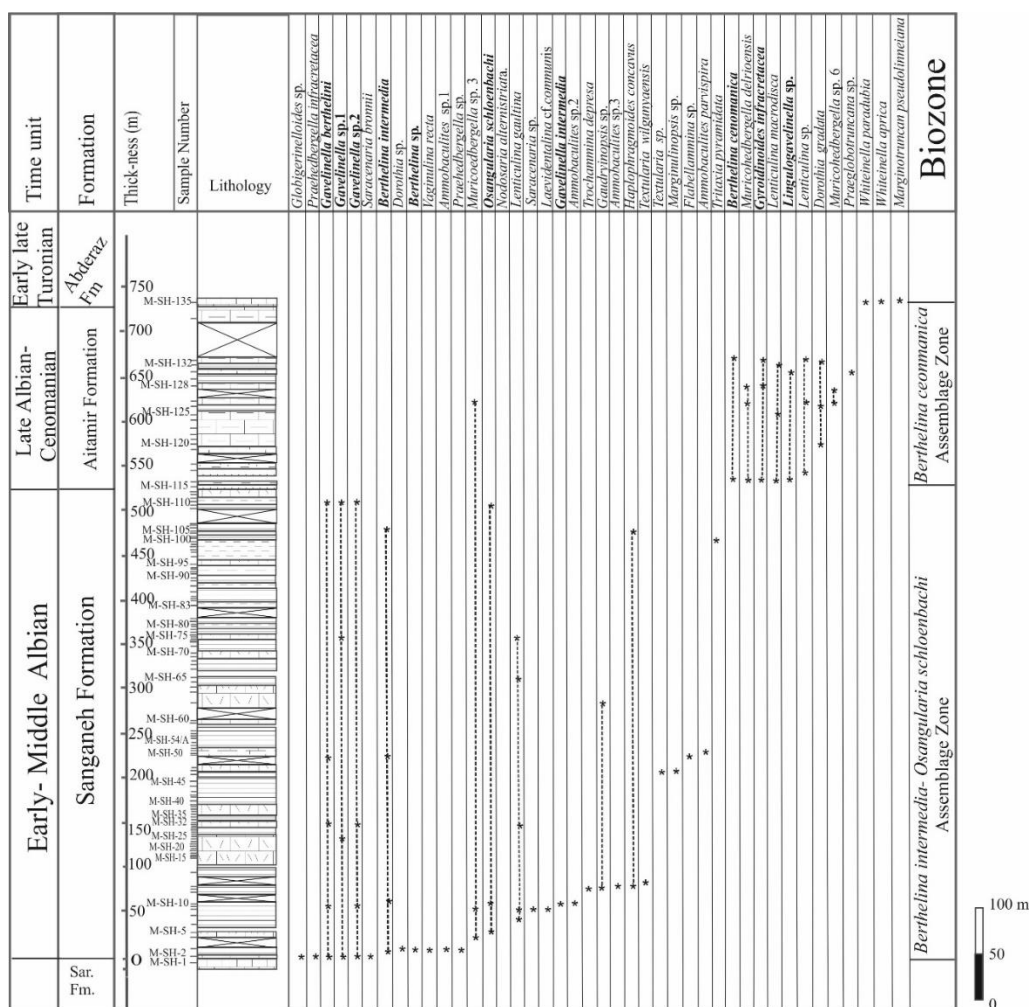 Time unit
Formation
Thick-ness (m)
Sample Number
Lithology
Globigerinelloides sp.
Praehedbergella infracretacea
Gavelinella berthelini
Gavelinella sp.1
Gavelinella sp.2
Saracenaria bronnii
Berthelina intermedia
Dorothia sp.
Berthelina sp.
Vaginulina recta
Ammobaculites sp.1
Praehedbergella sp.
Muricoedbergella sp. 3
Osangularia schloenbachi
Nodosaria alternistriata.
Lenticulina gaultina
Saracenaria sp.
Laevidentalina cf.communis
Gavelinella intermedia
Ammobaculites sp.2
Trochammina depresa
Gaudryinopsis sp.
Ammobaculites sp.3
Haplophragmoides concavus
Textularia vilgunyaensis
Textularia sp.
Marginulinopsis sp.
Flabellammina sp.
Ammobaculites parvispira
Tritaxia pyramidata
Berthelina cenomanica
Muricohedbergella delrioensis
Gyroidinoides infracretacea
Lenticulina macrodisca
Lingulogavelinella sp.
Lenticulina sp.
Dorothia gradata
Muricohedbergella sp. 6
Praeglobotruncana sp.
Whiteinella paradubia
Whiteinella aprica
Marginotruncan pseudolinneiana
Biozone
Early late
Turonian
Abderaz
Fm
Late Albian-
Cenomanian
Aitamir Formation
Early- Middle Albian
Sanganeh Formation
Sar.
Fm.
750
700
650
600
550
500
450
400
350
300
250
200
150
100
50
0
M-SH-135
M-SH-132
M-SH-128
M-SH-125
M-SH-120
M-SH-115
M-SH-110
M-SH-105
M-SH-100
M-SH-95
M-SH-90
M-SH-83
M-SH-80
M-SH-75
M-SH-70
M-SH-65
M-SH-60
M-SH-54/A
M-SH-50
M-SH-45
M-SH-40
M-SH-35
M-SH-32
M-SH-25
M-SH-20
M-SH-15
M-SH-10
M-SH-5
M-SH-2
M-SH-1
Berthelina ceommanica
Assemblage Zone
Berthelina intermedia- Osangularia schloenbachi
Assemblage Zone
100 m
50
0